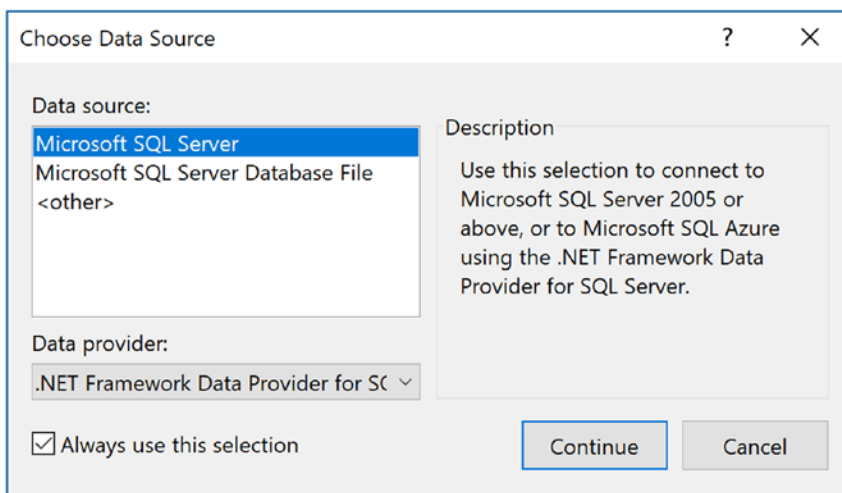 Choose Data Source
?
Data source:
Microsoft SQL Server
Microsoft SQL Server Database File
<other>
Description
Use this selection to connect to
Microsoft SQL Server 2005 or
above, or to Microsoft SQL Azure
using the .NET Framework Data
Provider for SQL Server.
Data provider:
.NET Framework Data Provider for SC
Always use this selection
Continue
Cancel